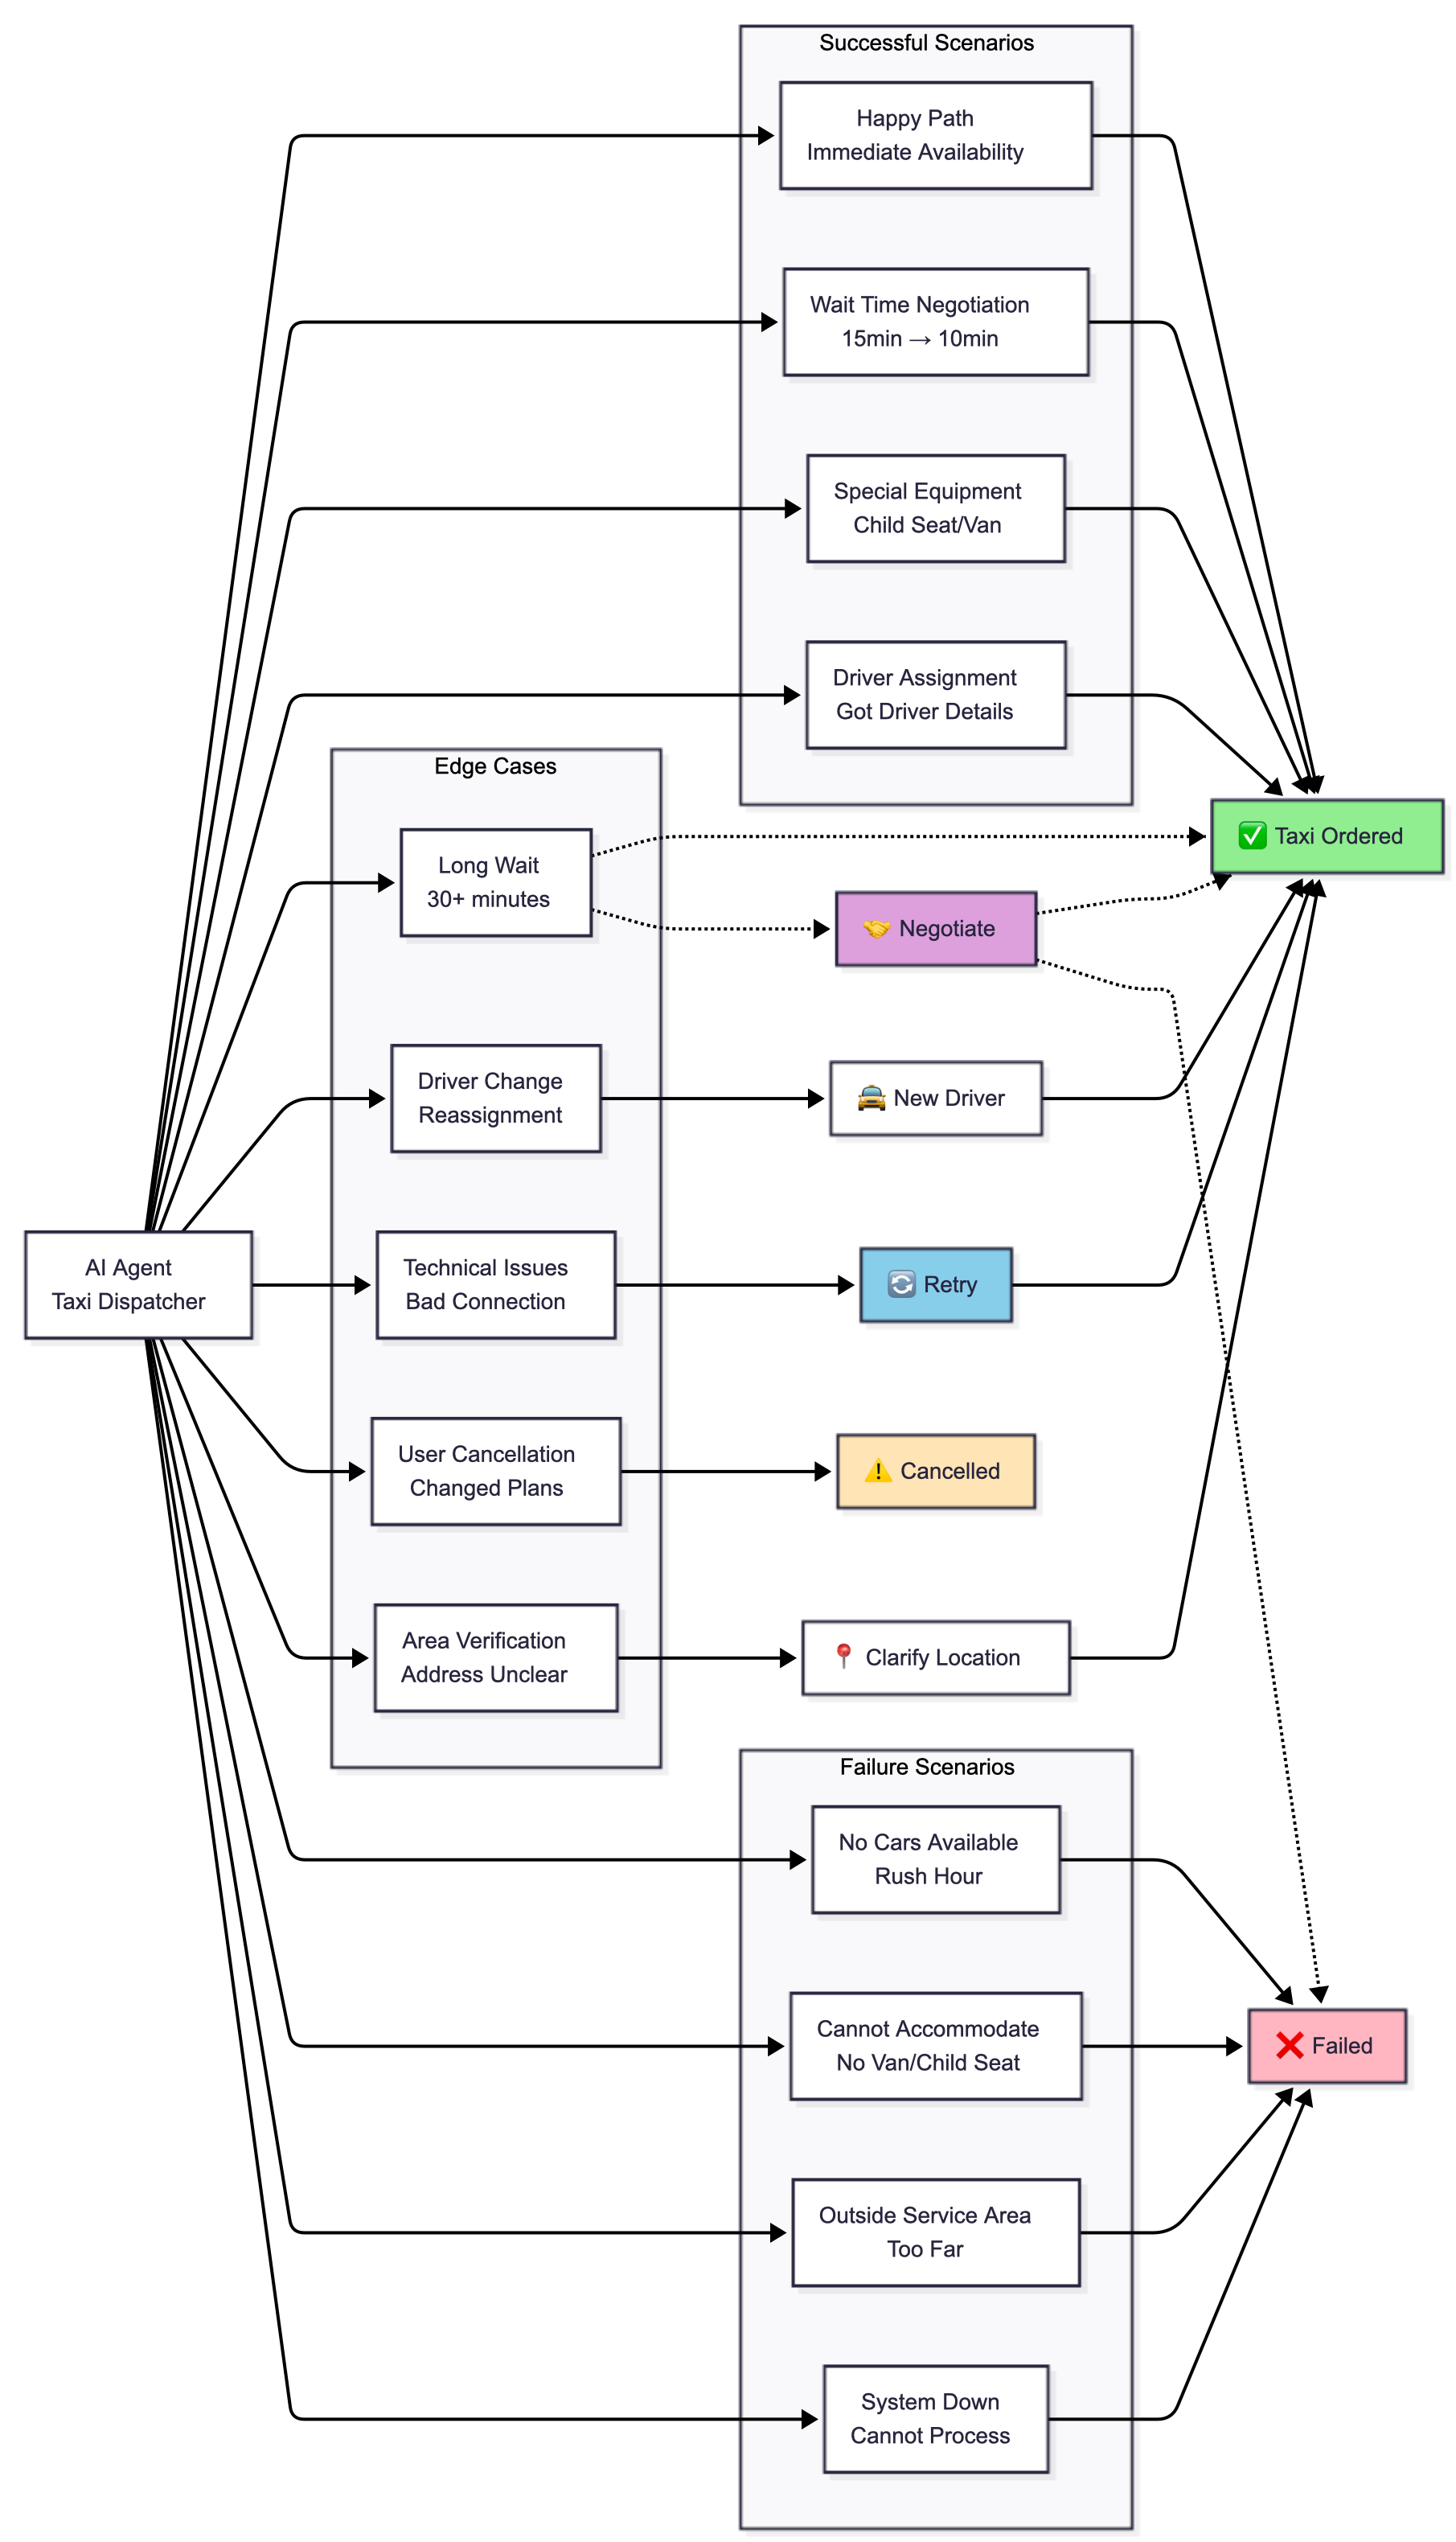 Successful Scenarios
Happy Path
Immediate Availability
Wait Time Negotiation
15min → 10min
Special Equipment
Child Seat/Van
Driver Assignment
Got Driver Details
Edge Cases
Long Wait
30+ minutes
✅ Taxi Ordered
🤝 Negotiate
Driver Change
Reassignment
🚖 New Driver
AI Agent
Taxi Dispatcher
Technical Issues
Bad Connection
🔄 Retry
User Cancellation
Changed Plans
⚠️ Cancelled
Area Verification
Address Unclear
📍 Clarify Location
Failure Scenarios
No Cars Available
Rush Hour
Cannot Accommodate
No Van/Child Seat
❌ Failed
Outside Service Area
Too Far
System Down
Cannot Process